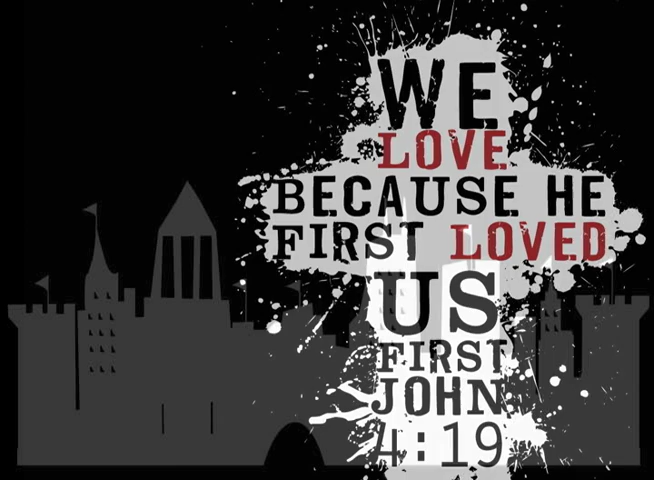 WE
LOVE
BECAUSE HE
FIRST LOVED
US
FIRST
JOHN
4:19